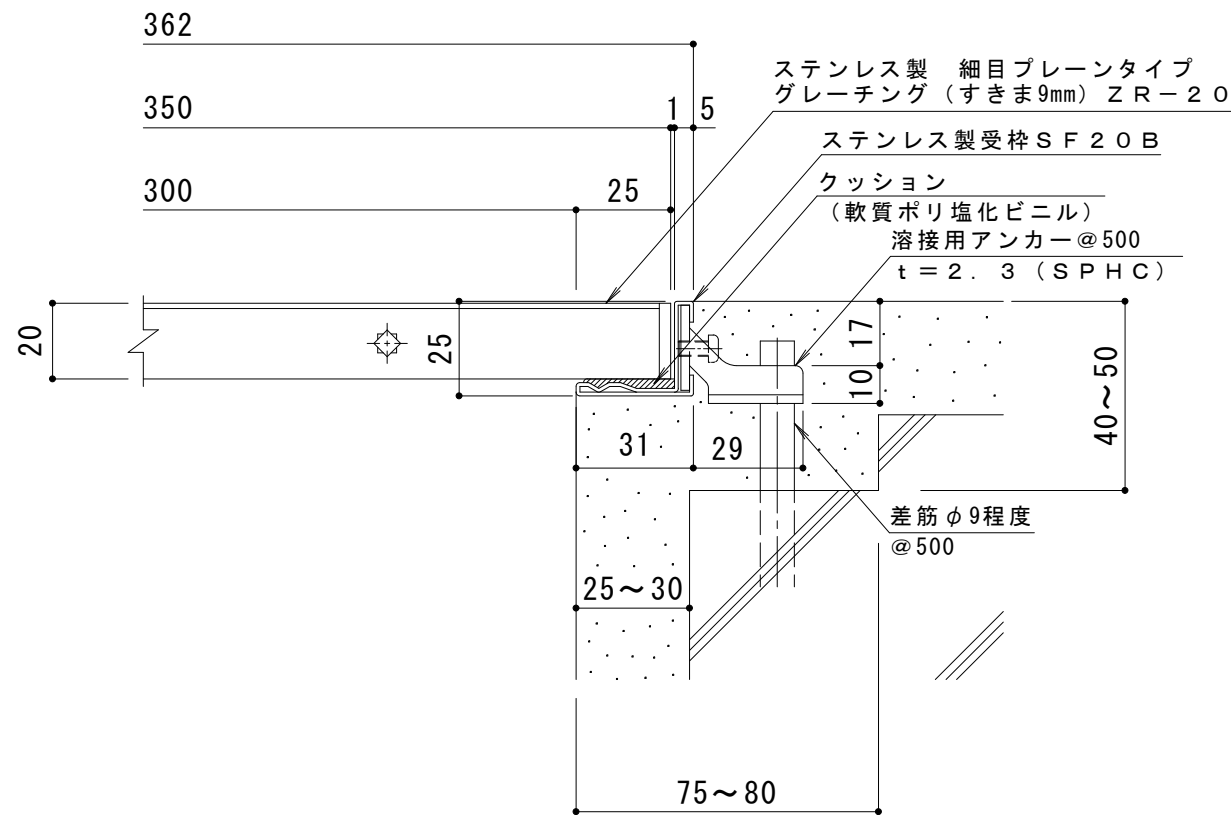 362
ステンレス製　細目プレーンタイプ
グレーチング（すきま9mm）ＺＲ－２０
350
1
5
ステンレス製受枠ＳＦ２０Ｂ
クッション
（軟質ポリ塩化ビニル）
300
25
溶接用アンカー＠500
ｔ＝２．３（ＳＰＨＣ）
20
25
17
10
40～50
31
29
差筋φ9程度
＠500
25～30
75～80